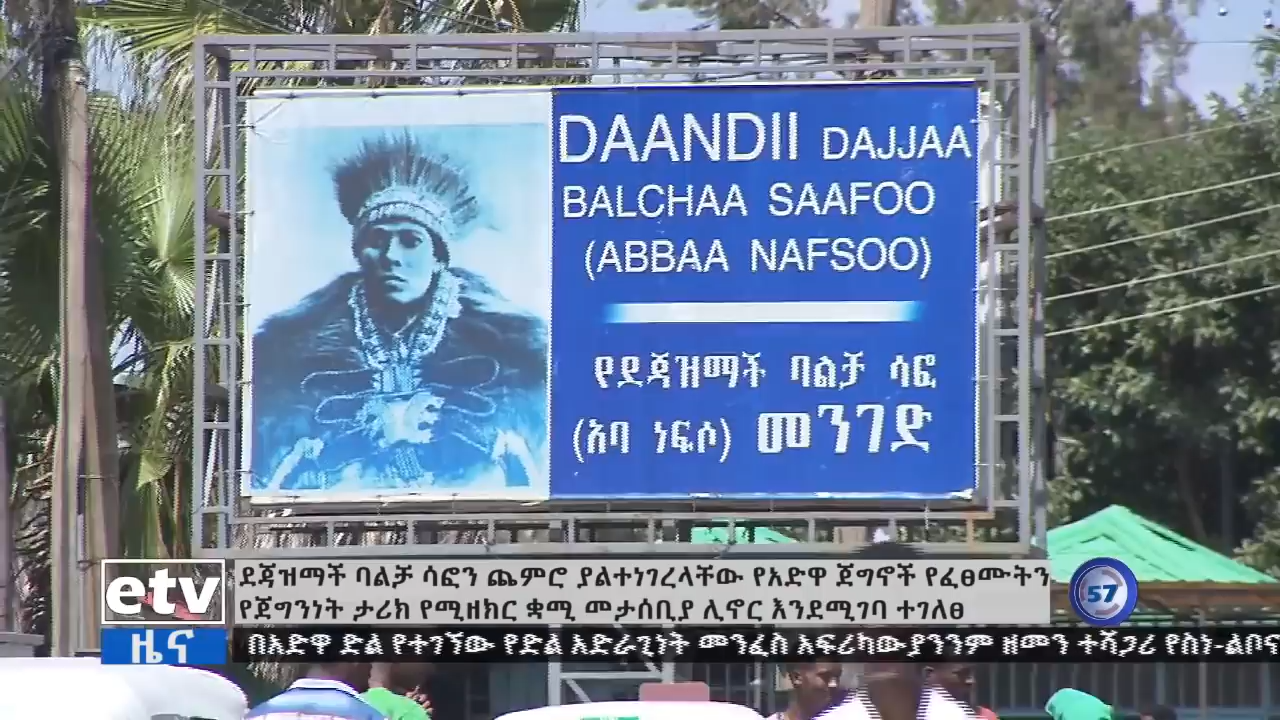 DAANDII DAJJAA
BALCHAA SAAFOO
(ABBAA NAFSOO)
የደጃዝማች ባልቻ ሳፎ
(አባ ነፍሶ) መንገድ
etv
ዜና
ደጃዝማች ባልቻ ሳፎን ጨምሮ ያልተነገረላቸው የአድዋ ጀግኖች የፈፀሙትን
የጀግንነት ታሪክ የሚዘክር ቋሚ መታሰቢያ ሊኖር እንደሚገባ ተገለፀ
57
በአድዋ ድል የተገኘው የድል አድራጊነት መንፈስ አፍሪካውያንንም ዘመን ተሻጋሪ የስነ-ልቦና